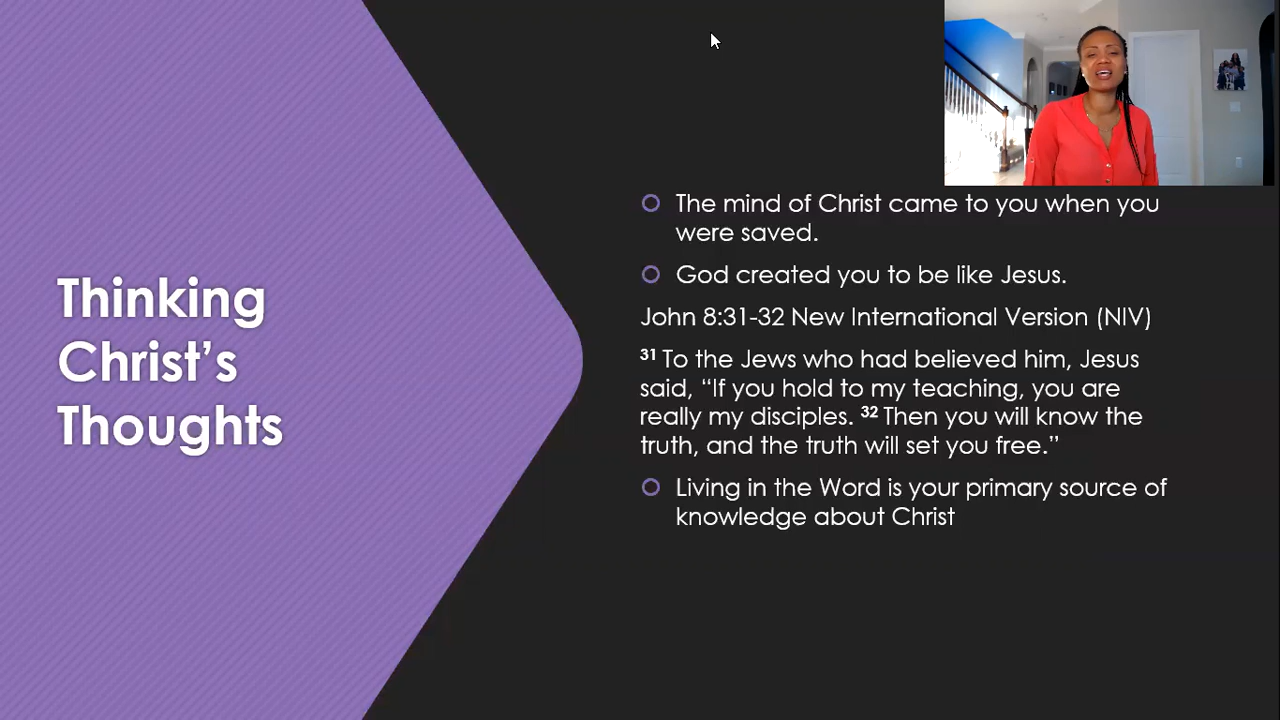 Thinking
Christ’s
Thoughts
The mind of Christ came to you when you
were saved.
God created you to be like Jesus.
John 8:31-32 New International Version (NIV)
31 To the Jews who had believed him, Jesus
said, “If you hold to my teaching, you are
really my disciples. 32 Then you will know the
truth, and the truth will set you free.”
Living in the Word is your primary source of
knowledge about Christ